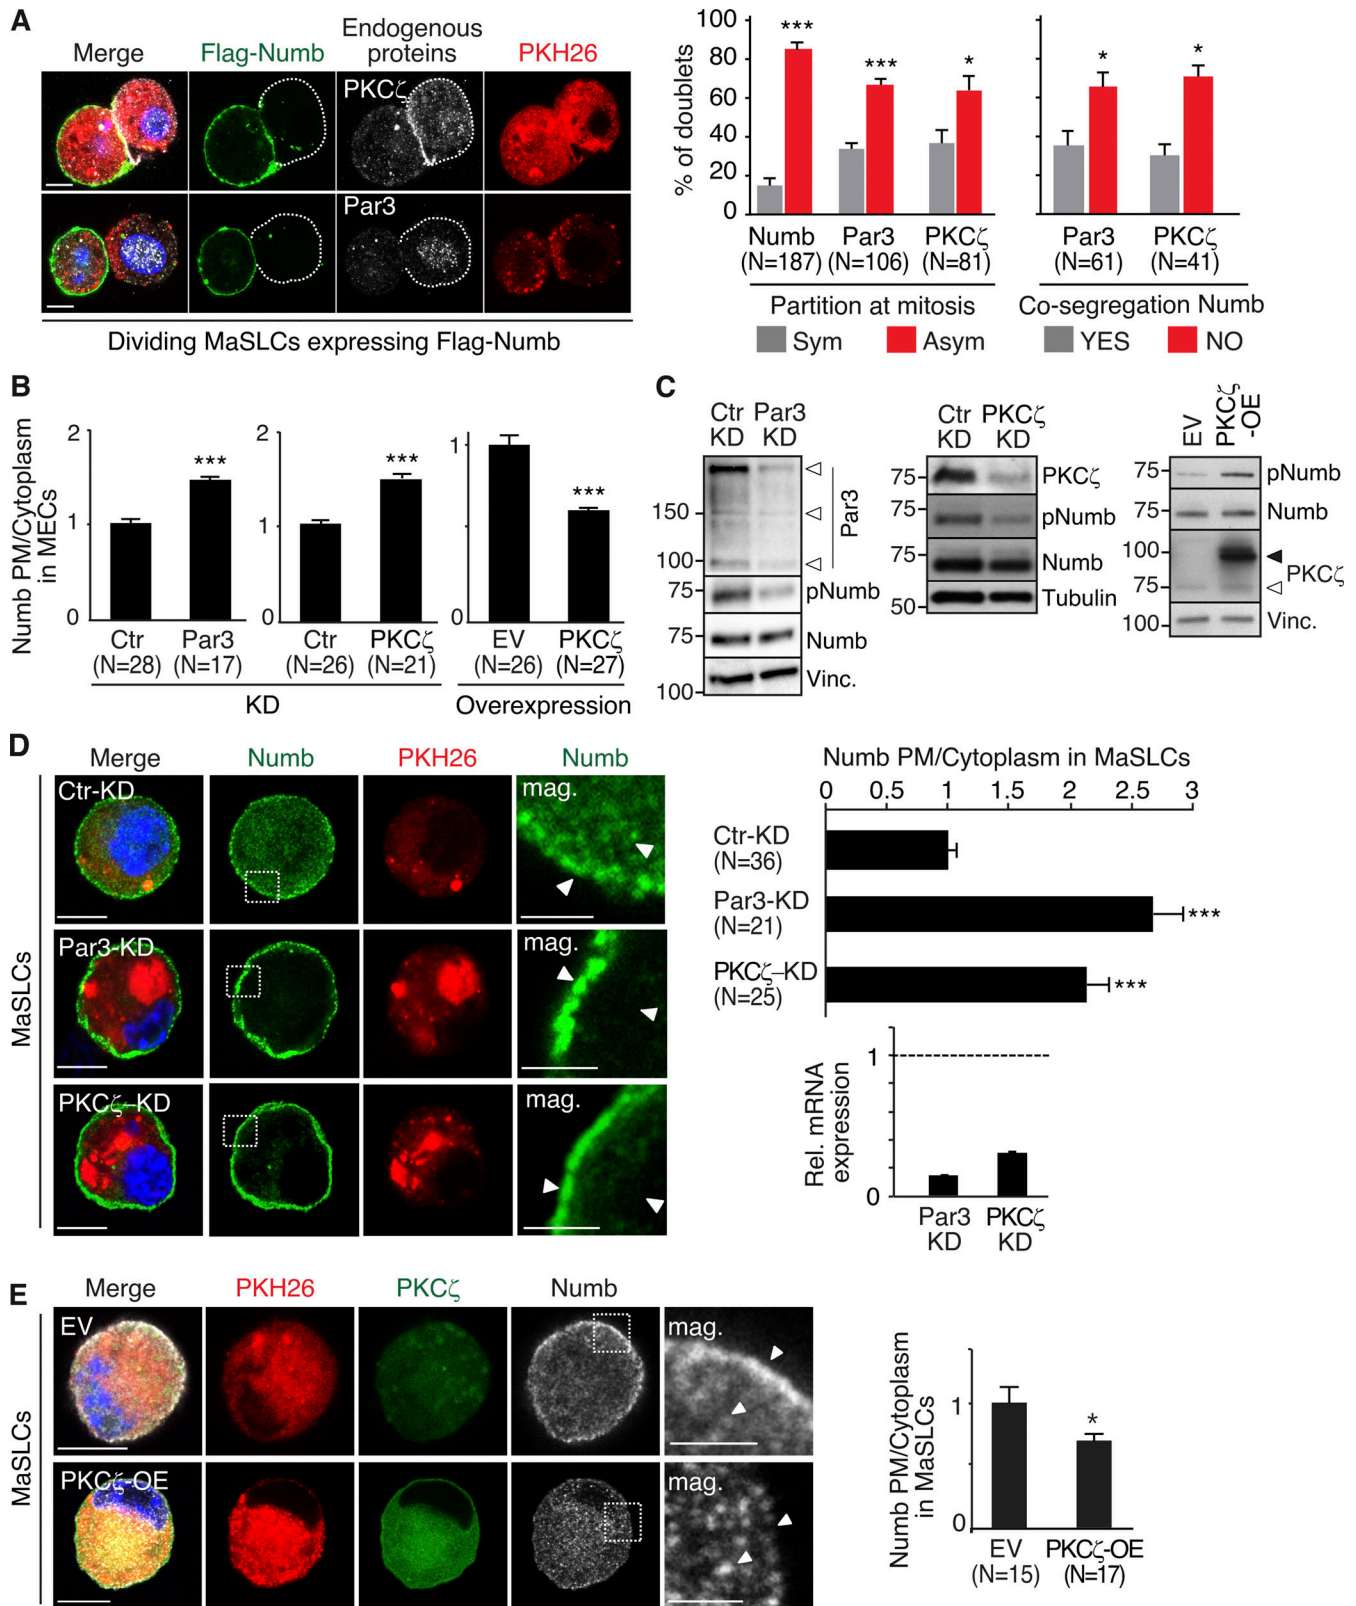 A
Merge
Flag-Numb
Endogenous
proteins
PKH26
PKCζ
Par3
Dividing MaSLCs expressing Flag-Numb
% of doublets
100
80
60
40
20
0
***
***
*
*
*
Numb
(N=187)
Par3
(N=106)
PKCζ
(N=81)
Par3
(N=61)
PKCζ
(N=41)
Partition at mitosis
Co-segregation Numb
Sym
Asym
YES
NO
B
Numb PM/Cytoplasm
in MECs
2
1
0
***
Ctr
(N=28)
Par3
(N=17)
2
1
0
***
Ctr
(N=26)
PKCζ
(N=21)
KD
1
0
***
EV
(N=26)
PKCζ
(N=27)
Overexpression
C
Ctr
KD
Par3
KD
150
100
75
75
100
Par3
pNumb
Numb
Vinc.
Ctr
KD
PKCζ
KD
75
75
75
50
PKCζ
pNumb
Numb
Tubulin
EV
PKCζ
-OE
75
75
100
75
100
pNumb
Numb
PKCζ
Vinc.
D
Merge
Numb
PKH26
Numb
MaSLCs
Ctr-KD
mag.
Par3-KD
mag.
PKCζ–KD
mag.
Numb PM/Cytoplasm in MaSLCs
0
0.5
1
1.5
2
2.5
3
Ctr-KD
(N=36)
Par3-KD
(N=21)
***
PKCζ–KD
(N=25)
***
Rel. mRNA
expression
1
0
Par3
KD
PKCζ
KD
E
Merge
PKH26
PKCζ
Numb
MaSLCs
EV
mag.
MaSLCs
PKCζ-OE
mag.
Numb PM/Cytoplasm
in MaSLCs
1
0
*
EV
(N=15)
PKCζ-OE
(N=17)